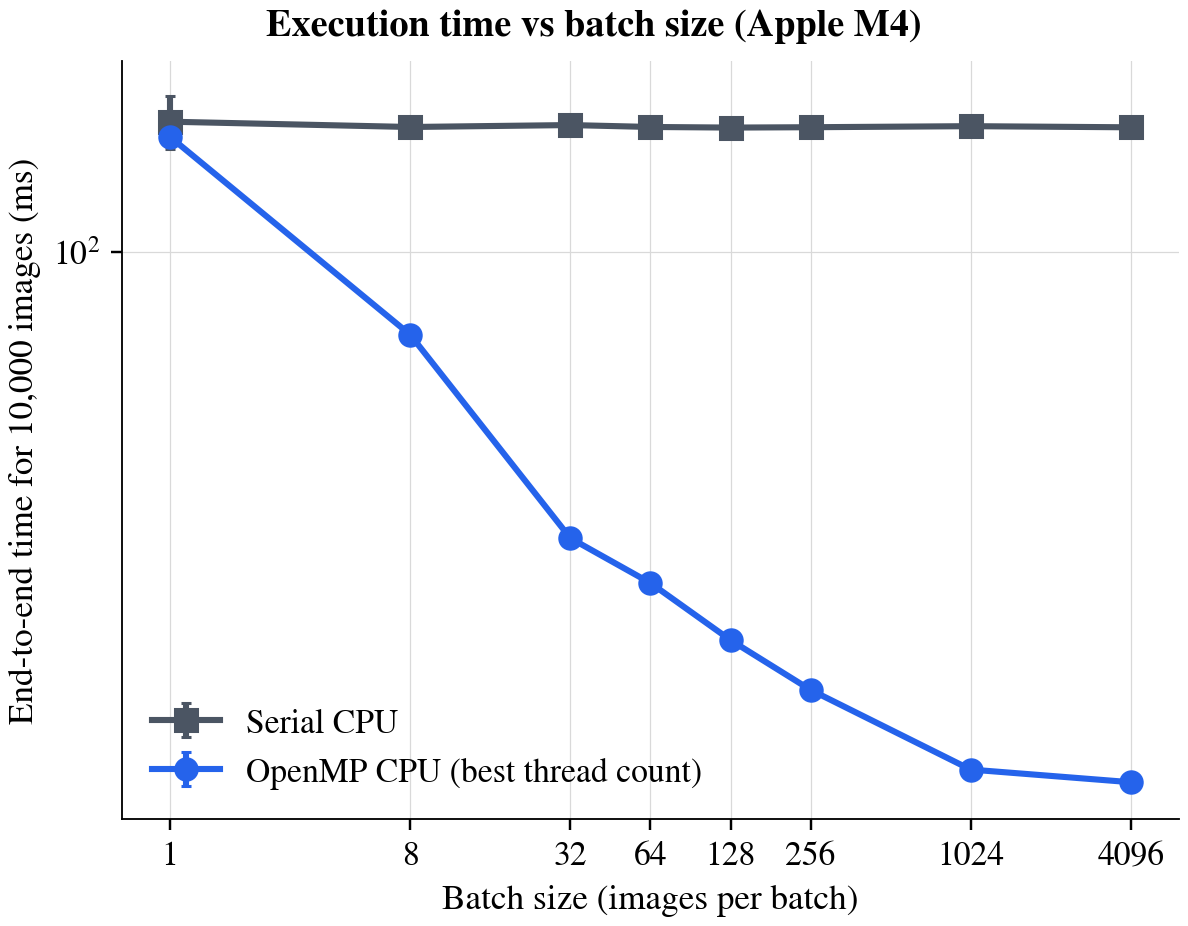 Execution time vs batch size (Apple M4)
End-to-end time for 10,000 images (ms)
10²
Serial CPU
OpenMP CPU (best thread count)
1 8 32 64 128 256 1024 4096
Batch size (images per batch)